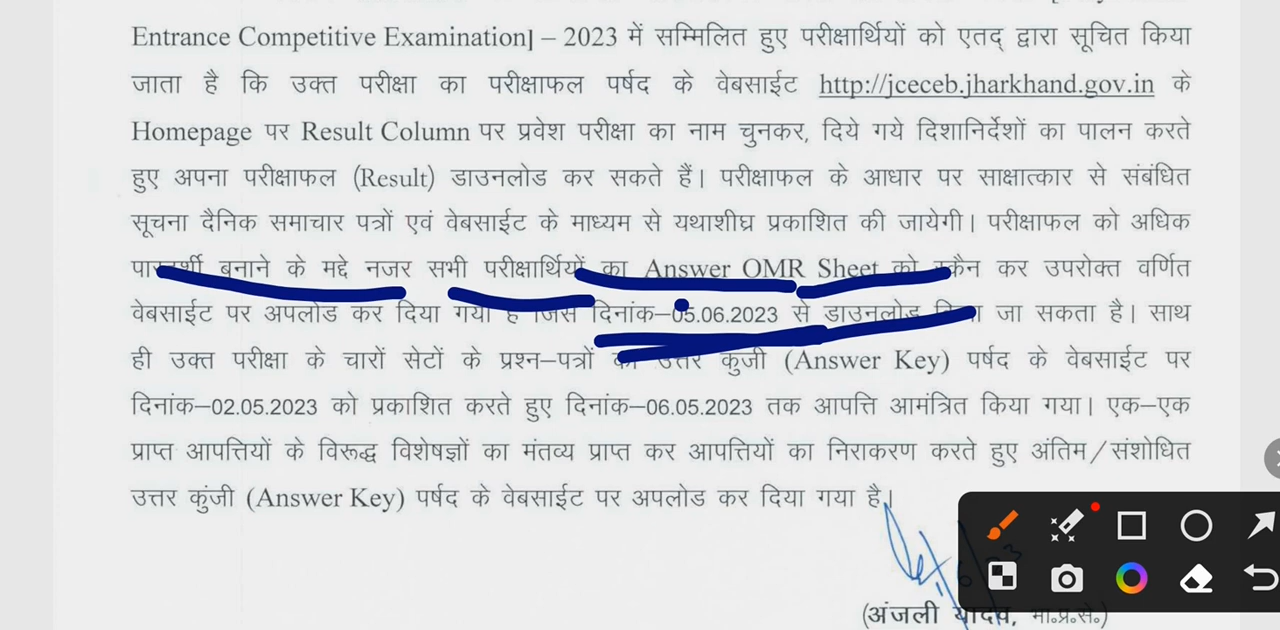 Entrance Competitive Examination] – 2023 में सम्मिलित हुए परीक्षार्थियों को एतद् द्वारा सूचित किया
जाता है कि उक्त परीक्षा का परीक्षाफल पर्षद के वेबसाईट http://jceceb.jharkhand.gov.in के
Homepage पर Result Column पर प्रवेश परीक्षा का नाम चुनकर, दिये गये दिशानिर्देशों का पालन करते
हुए अपना परीक्षाफल (Result) डाउनलोड कर सकते हैं। परीक्षाफल के आधार पर साक्षात्कार से संबंधित
सूचना दैनिक समाचार पत्रों एवं वेबसाईट के माध्यम से यथाशीघ्र प्रकाशित की जायेगी। परीक्षाफल को अधिक
बनाने के मद्दे नजर सभी परीक्षार्थियों का Answer OMR Sheet को स्कैन कर उपरोक्त वर्णित
वेबसाईट पर अपलोड कर दिया गया है जिसे दिनांक–05.06.2023 से डाउनलोड किया जा सकता है। साथ
ही उक्त परीक्षा के चारों सेटों के प्रश्न–पत्रों का उत्तर कुंजी (Answer Key) पर्षद के वेबसाईट पर
दिनांक–02.05.2023 को प्रकाशित करते हुए दिनांक–06.05.2023 तक आपत्ति आमंत्रित किया गया। एक–एक
प्राप्त आपत्तियों के विरूद्ध विशेषज्ञों का मंतव्य प्राप्त कर आपत्तियों का निराकरण करते हुए अंतिम/संशोधित
उत्तर कुंजी (Answer Key) पर्षद के वेबसाईट पर अपलोड कर दिया गया है।
(अंजली यादव, भा०प्र०से०)